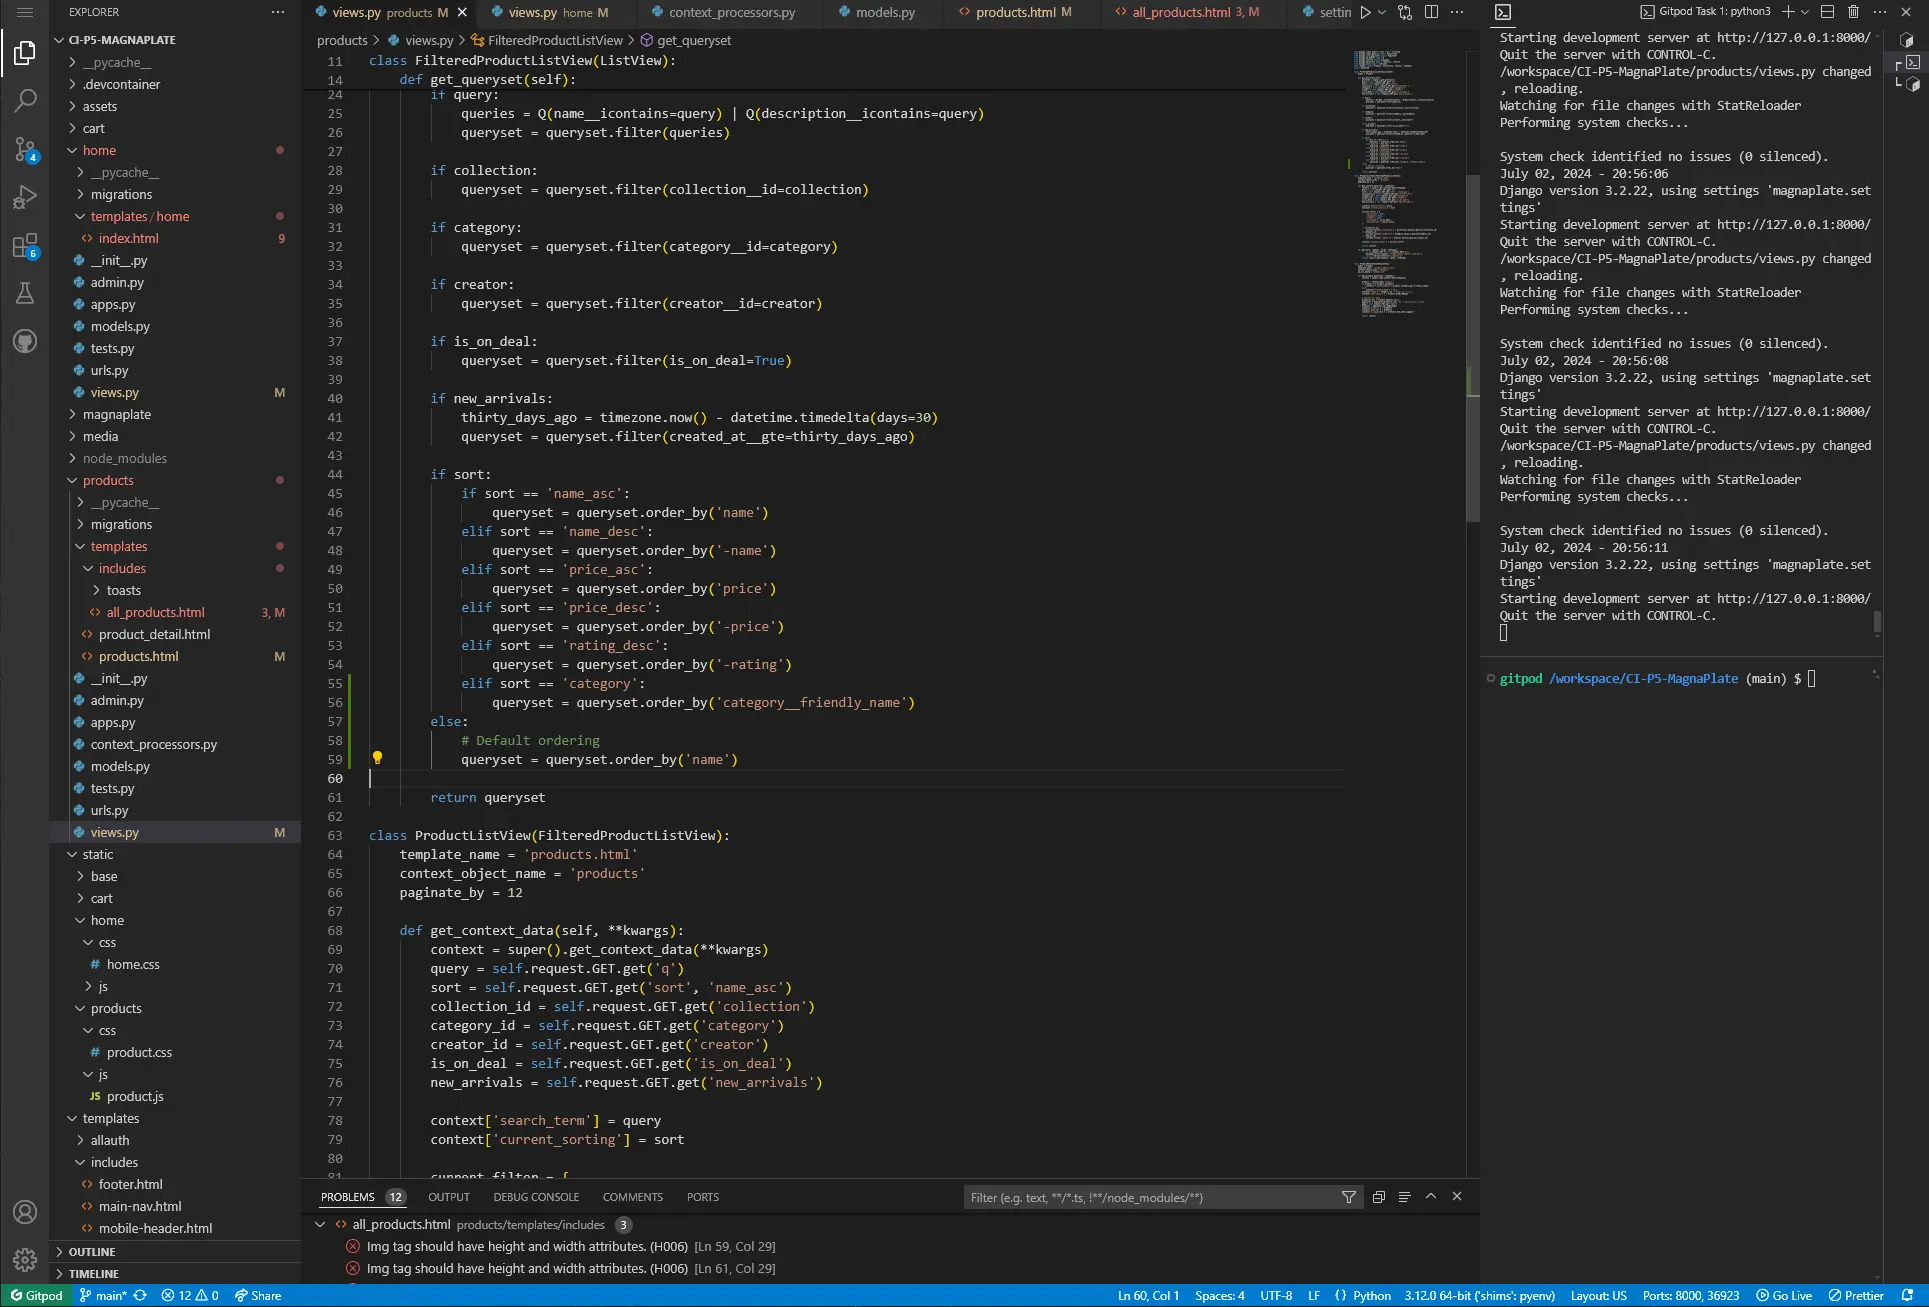 EXPLORER
CI-P5-MAGNAPLATE
__pycache__
.devcontainer
assets
cart
home
__pycache__
migrations
templates/home
index.html 9
__init__.py
admin.py
apps.py
models.py
tests.py
urls.py
views.py M
magnaplate
media
node_modules
products
__pycache__
migrations
templates
includes
toasts
all_products.html 3, M
product_detail.html
products.html M
__init__.py
admin.py
apps.py
context_processors.py
models.py
tests.py
urls.py
views.py M
static
base
cart
home
css
home.css
js
products
css
product.css
js
product.js
templates
allauth
includes
footer.html
main-nav.html
mobile-header.html
OUTLINE
TIMELINE
4
6
views.py products M
views.py home M
context_processors.py
models.py
products.html M
all_products.html 3, M
settin
products > views.py > FilteredProductListView > get_queryset
11 class FilteredProductListView(ListView):
14 def get_queryset(self):
24 if query:
25 queries = Q(name__icontains=query) | Q(description__icontains=query)
26 queryset = queryset.filter(queries)
27
28 if collection:
29 queryset = queryset.filter(collection__id=collection)
30
31 if category:
32 queryset = queryset.filter(category__id=category)
33
34 if creator:
35 queryset = queryset.filter(creator__id=creator)
36
37 if is_on_deal:
38 queryset = queryset.filter(is_on_deal=True)
39
40 if new_arrivals:
41 thirty_days_ago = timezone.now() - datetime.timedelta(days=30)
42 queryset = queryset.filter(created_at__gte=thirty_days_ago)
43
44 if sort:
45 if sort == 'name_asc':
46 queryset = queryset.order_by('name')
47 elif sort == 'name_desc':
48 queryset = queryset.order_by('-name')
49 elif sort == 'price_asc':
50 queryset = queryset.order_by('price')
51 elif sort == 'price_desc':
52 queryset = queryset.order_by('-price')
53 elif sort == 'rating_desc':
54 queryset = queryset.order_by('-rating')
55 elif sort == 'category':
56 queryset = queryset.order_by('category__friendly_name')
57 else:
58 # Default ordering
59 queryset = queryset.order_by('name')
60
61 return queryset
62
63 class ProductListView(FilteredProductListView):
64 template_name = 'products.html'
65 context_object_name = 'products'
66 paginate_by = 12
67
68 def get_context_data(self, **kwargs):
69 context = super().get_context_data(**kwargs)
70 query = self.request.GET.get('q')
71 sort = self.request.GET.get('sort', 'name_asc')
72 collection_id = self.request.GET.get('collection')
73 category_id = self.request.GET.get('category')
74 creator_id = self.request.GET.get('creator')
75 is_on_deal = self.request.GET.get('is_on_deal')
76 new_arrivals = self.request.GET.get('new_arrivals')
77
78 context['search_term'] = query
79 context['current_sorting'] = sort
80
81 current_filter = {
PROBLEMS 12 OUTPUT DEBUG CONSOLE COMMENTS PORTS
Filter (e.g. text, **/*.ts, !**/node_modules/**)
all_products.html products/templates/includes 3
Img tag should have height and width attributes. (H006) [Ln 59, Col 29]
Img tag should have height and width attributes. (H006) [Ln 61, Col 29]
Gitpod Task 1: python3
Starting development server at http://127.0.0.1:8000/
Quit the server with CONTROL-C.
/workspace/CI-P5-MagnaPlate/products/views.py changed
, reloading.
Watching for file changes with StatReloader
Performing system checks...
System check identified no issues (0 silenced).
July 02, 2024 - 20:56:06
Django version 3.2.22, using settings 'magnaplate.set
tings'
Starting development server at http://127.0.0.1:8000/
Quit the server with CONTROL-C.
/workspace/CI-P5-MagnaPlate/products/views.py changed
, reloading.
Watching for file changes with StatReloader
Performing system checks...
System check identified no issues (0 silenced).
July 02, 2024 - 20:56:08
Django version 3.2.22, using settings 'magnaplate.set
tings'
Starting development server at http://127.0.0.1:8000/
Quit the server with CONTROL-C.
/workspace/CI-P5-MagnaPlate/products/views.py changed
, reloading.
Watching for file changes with StatReloader
Performing system checks...
System check identified no issues (0 silenced).
July 02, 2024 - 20:56:11
Django version 3.2.22, using settings 'magnaplate.set
tings'
Starting development server at http://127.0.0.1:8000/
Quit the server with CONTROL-C.
gitpod /workspace/CI-P5-MagnaPlate (main) $
Gitpod main* 12 0 Share
Ln 60, Col 1 Spaces: 4 UTF-8 LF Python 3.12.0 64-bit ('shims': pyenv) Layout: US Ports: 8000, 36923 Go Live Prettier